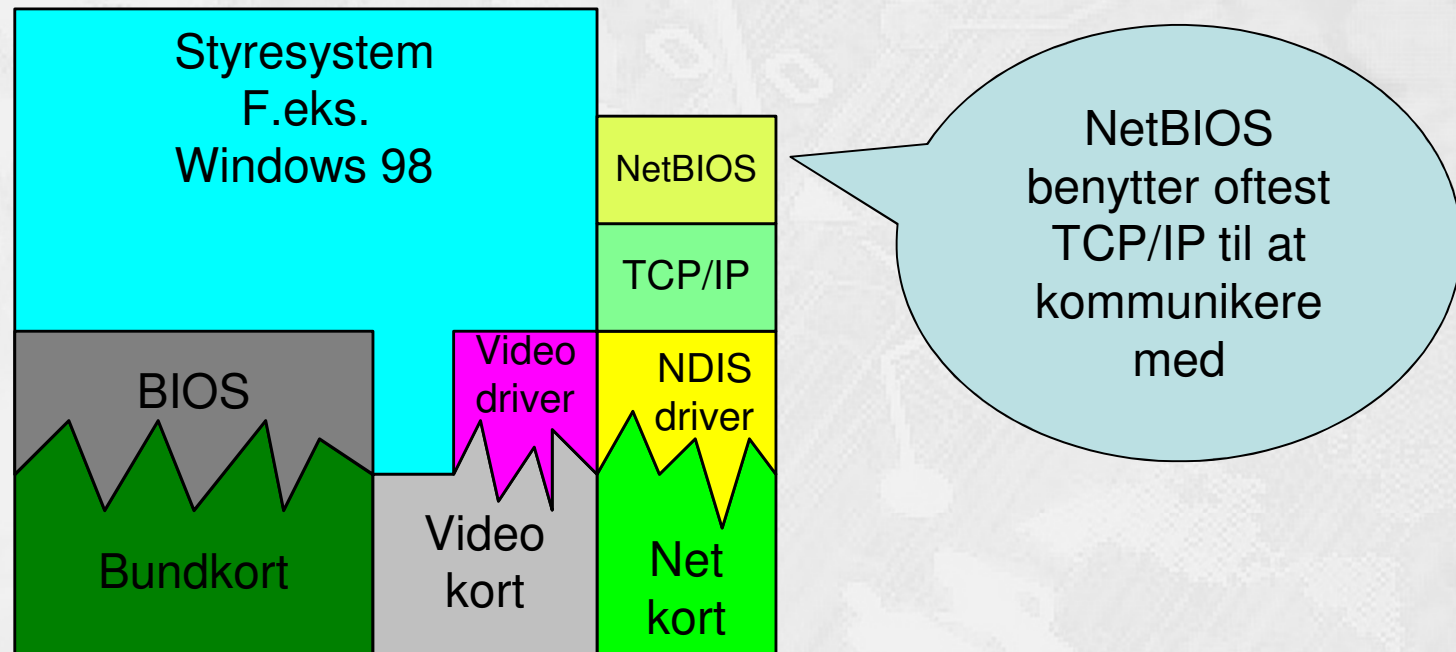 Styresystem
F.eks.
Windows 98
NetBIOS
TCP/IP
BIOS
Video
driver
NDIS
driver
Bundkort
Video
kort
Net
kort
NetBIOS
benytter oftest
TCP/IP til at
kommunikere
med